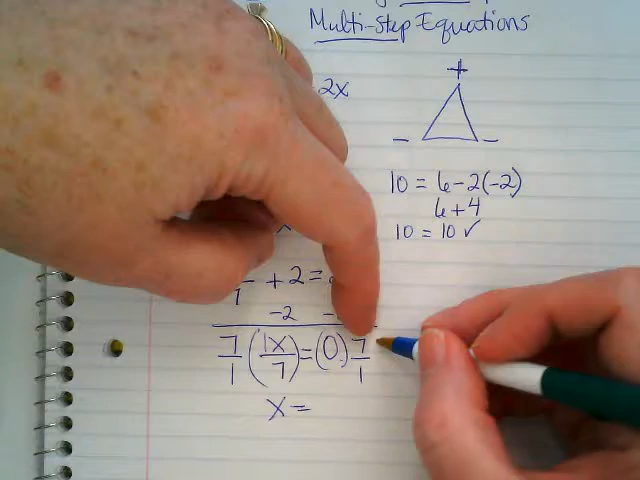 Multi-Step Equations
2x
+
- -
10 = 6 - 2(-2)
6 + 4
10 = 10 ✓
x
7 + 2 =
-2 -
7/1 (1x/7) = (0) 7/1
x =